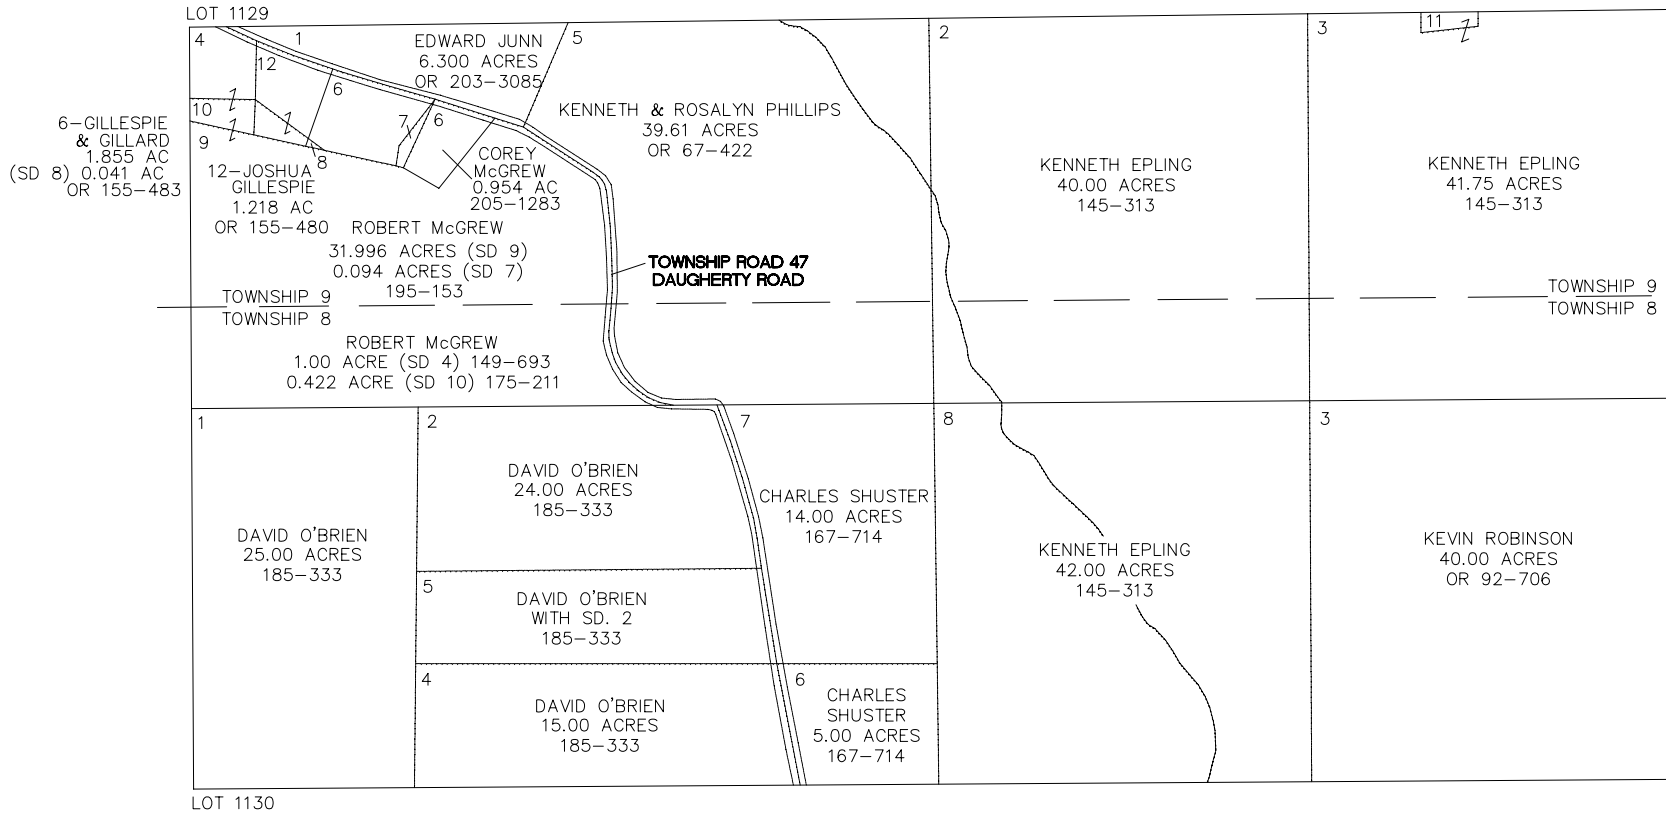 LOT 1129
4
1
12
6
EDWARD JUNN
6.300 ACRES
OR 203-3085
5
2
3
11
10
9
7
6
8
6-GILLESPIE
& GILLARD
1.855 AC
(SD 8) 0.041 AC
OR 155-483
12-JOSHUA
GILLESPIE
1.218 AC
OR 155-480
COREY
McGREW
0.954 AC
205-1283
KENNETH & ROSALYN PHILLIPS
39.61 ACRES
OR 67-422
KENNETH EPLING
40.00 ACRES
145-313
KENNETH EPLING
41.75 ACRES
145-313
ROBERT McGREW
31.996 ACRES (SD 9)
0.094 ACRES (SD 7)
195-153
TOWNSHIP ROAD 47
DAUGHERTY ROAD
TOWNSHIP 9
TOWNSHIP 8
TOWNSHIP 9
TOWNSHIP 8
ROBERT McGREW
1.00 ACRE (SD 4) 149-693
0.422 ACRE (SD 10) 175-211
1
2
7
8
3
DAVID O'BRIEN
25.00 ACRES
185-333
DAVID O'BRIEN
24.00 ACRES
185-333
CHARLES SHUSTER
14.00 ACRES
167-714
KENNETH EPLING
42.00 ACRES
145-313
KEVIN ROBINSON
40.00 ACRES
OR 92-706
5
DAVID O'BRIEN
WITH SD. 2
185-333
4
DAVID O'BRIEN
15.00 ACRES
185-333
6
CHARLES
SHUSTER
5.00 ACRES
167-714
LOT 1130